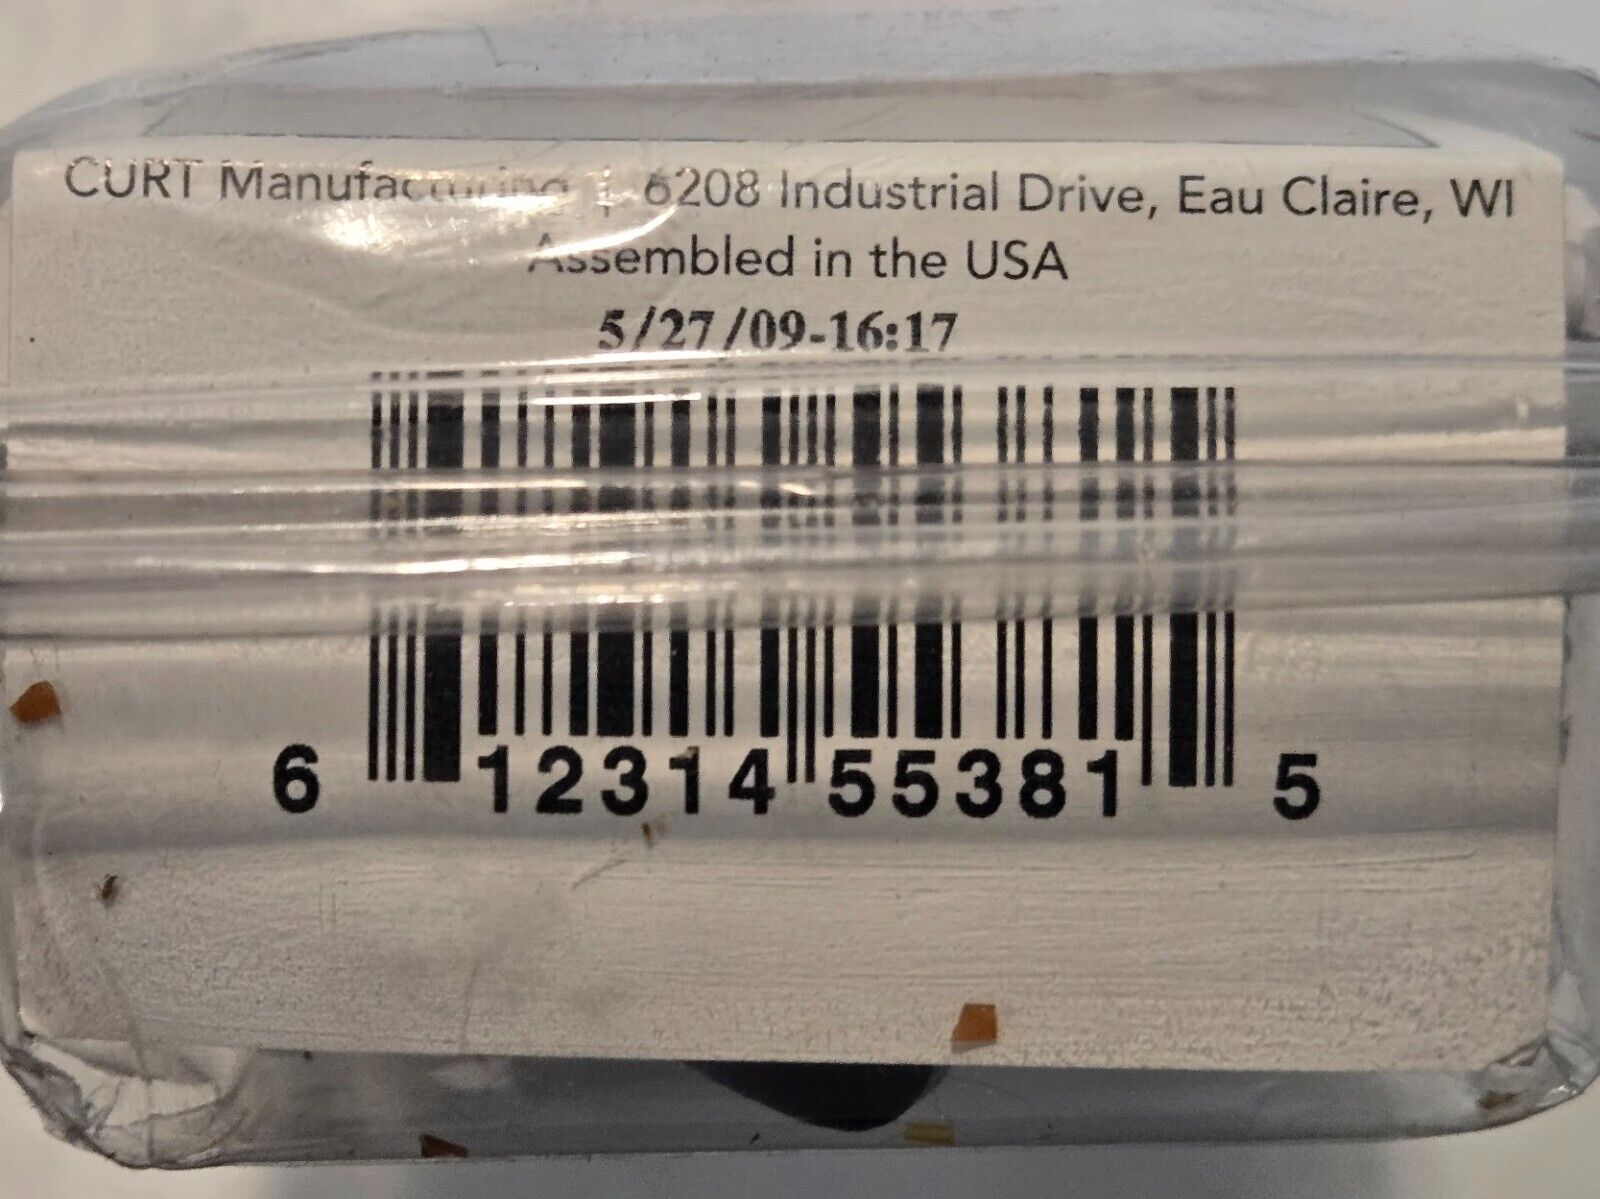 CURT Manufacturing | 6208 Industrial Drive, Eau Claire, WI
Assembled in the USA
5/27/09-16:17
6 12314 55381 5